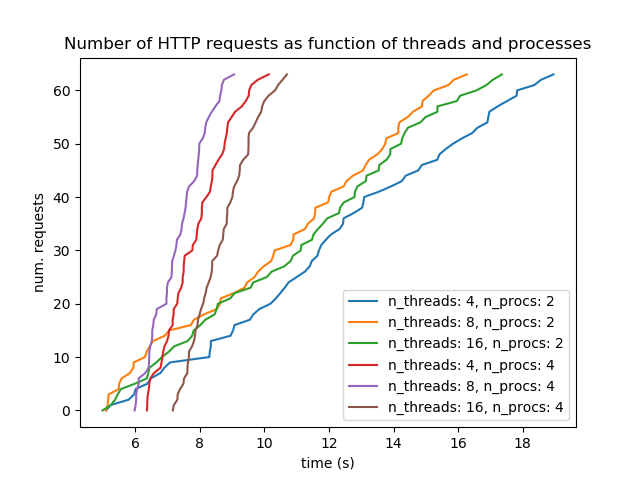 Number of HTTP requests as function of threads and processes
num. requests
60
50
40
30
20
10
0
n_threads: 4, n_procs: 2
n_threads: 8, n_procs: 2
n_threads: 16, n_procs: 2
n_threads: 4, n_procs: 4
n_threads: 8, n_procs: 4
n_threads: 16, n_procs: 4
6 8 10 12 14 16 18
time (s)